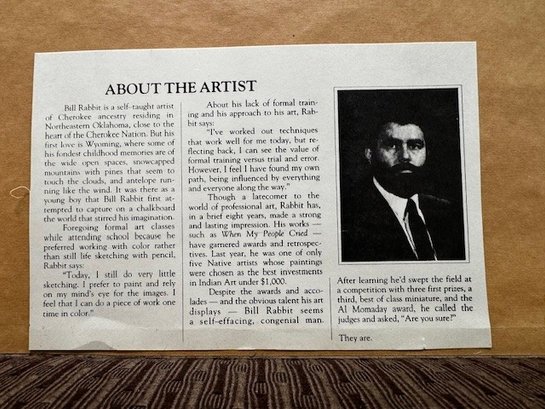 ABOUT THE ARTIST
Bill Rabbit is a self-taught artist
of Cherokee ancestry residing in
Northeastern Oklahoma, close to the
heart of the Cherokee Nation. But his
first love is Wyoming, where some of
his fondest childhood memories are of
the wide open spaces, snowcapped
mountains with pines that seem to
touch the clouds, and antelope run-
ning like the wind. It was there as a
young boy that Bill Rabbit first at-
tempted to capture on a chalkboard
the world that stirred his imagination.
Foregoing formal art classes
while attending school because he
preferred working with color rather
than still life sketching with pencil,
Rabbit says:
"Today, I still do very little
sketching. I prefer to paint and rely
on my mind's eye for the images. I
feel that I can do a piece of work one
time in color."
About his lack of formal train-
ing and his approach to his art, Rab-
bit says:
"I've worked out techniques
that work well for me today, but re-
flecting back, I can see the value of
formal training versus trial and error.
However, I feel I have found my own
path, being influenced by everything
and everyone along the way."
Though a latecomer to the
world of professional art, Rabbit has,
in a brief eight years, made a strong
and lasting impression. His works —
such as When My People Cried —
have garnered awards and retrospec-
tives. Last year, he was one of only
five Native artists whose paintings
were chosen as the best investments
in Indian Art under $1,000.
Despite the awards and acco-
lades — and the obvious talent his art
displays — Bill Rabbit seems
a self-effacing, congenial man.
After learning he'd swept the field at
a competition with three first prizes, a
third, best of class miniature, and the
Al Momaday award, he called the
judges and asked, "Are you sure?"
They are.